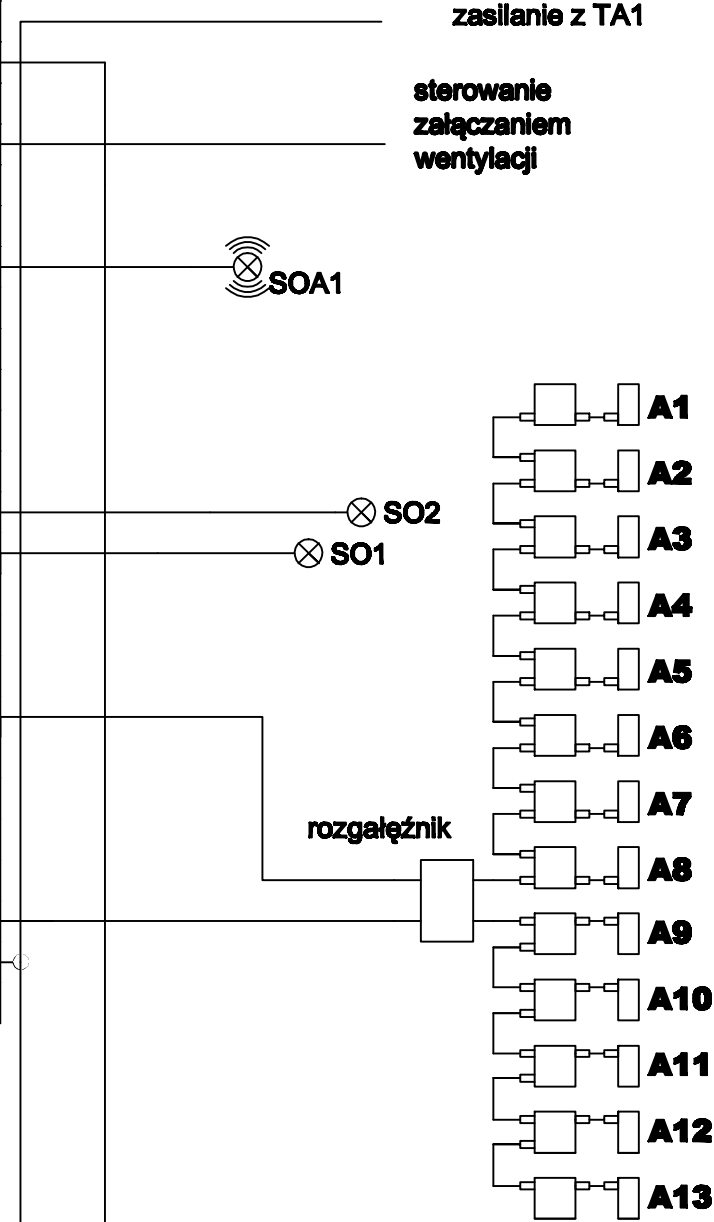 zasilanie z TA1
sterowanie
załączaniem
wentylacji
SOA1
A1
A2
SO2
A3
SO1
A4
A5
A6
A7
rozgałęźnik
A8
A9
A10
A11
A12
A13